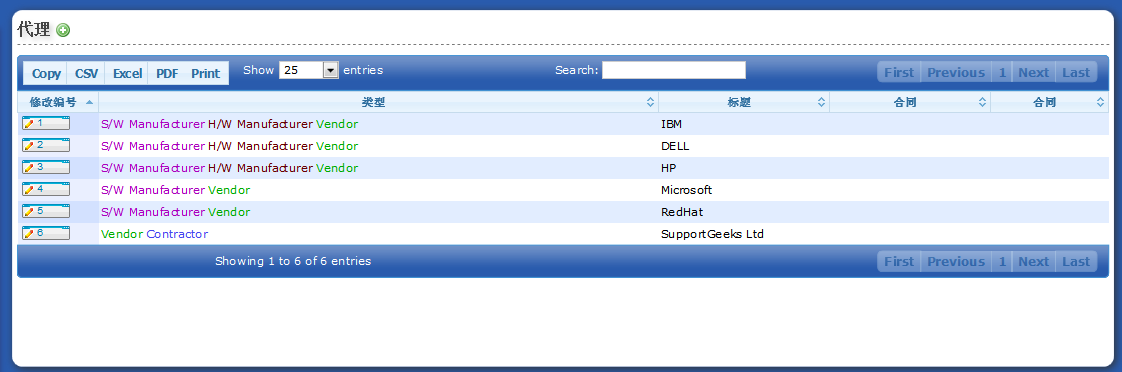 代理
Copy CSV Excel PDF Print Show 25 entries Search: First Previous 1 Next Last
修改编号 类型 标题 合同 合同
1 S/W Manufacturer H/W Manufacturer Vendor IBM
2 S/W Manufacturer H/W Manufacturer Vendor DELL
3 S/W Manufacturer H/W Manufacturer Vendor HP
4 S/W Manufacturer Vendor Microsoft
5 S/W Manufacturer Vendor RedHat
6 Vendor Contractor SupportGeeks Ltd
Showing 1 to 6 of 6 entries First Previous 1 Next Last